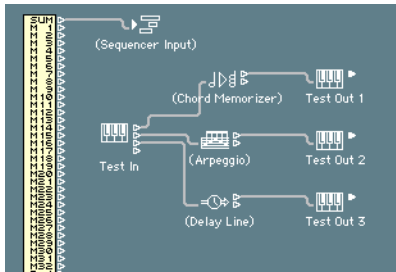 SUM
M 1
M 2
M 3
M 4
M 5
M 6
M 7
M 8
M 9
M10
M11
M12
M13
M14
M15
M16
M17
M18
M19
M20
M21
M22
M23
M24
M25
M26
M27
M28
M29
M30
M31
M32
(Sequencer Input)
(Chord Memorizer)
Test Out 1
Test In
(Arpeggio)
Test Out 2
(Delay Line)
Test Out 3